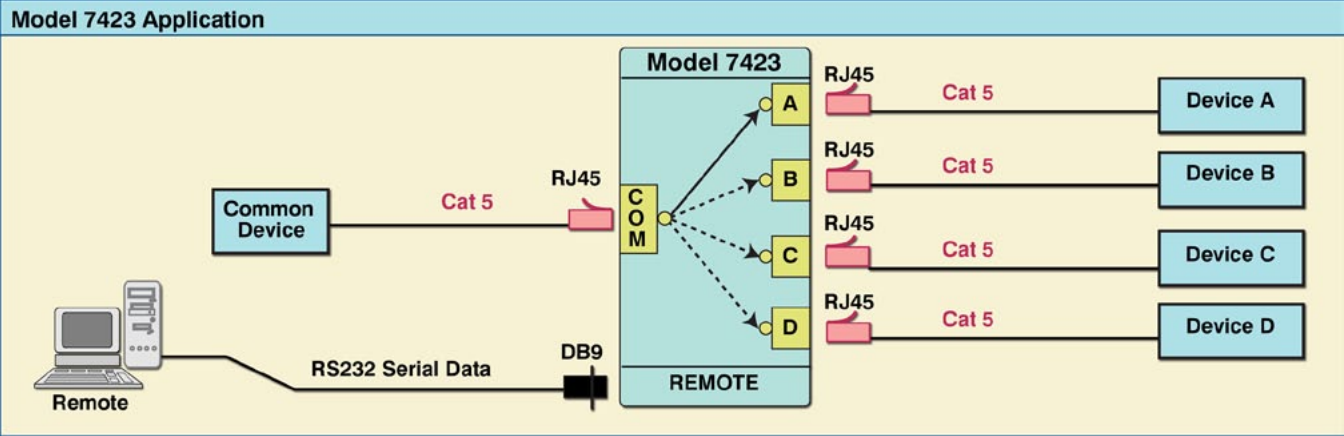 Model 7423 Application
Model 7423
RJ45
Cat 5
A
Device A
RJ45
Cat 5
B
Device B
RJ45
Cat 5
COM
Common
Device
RJ45
Cat 5
C
Device C
RJ45
Cat 5
D
Device D
DB9
RS232 Serial Data
REMOTE
Remote